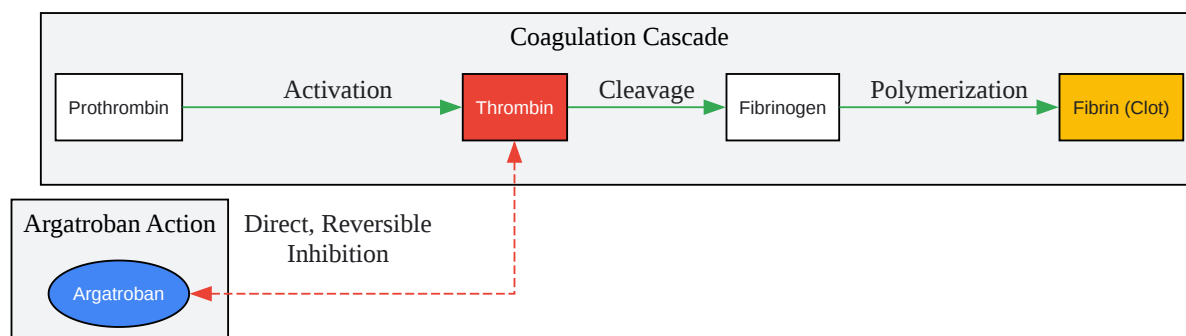 Coagulation Cascade
Activation
Cleavage
Polymerization
Prothrombin
Thrombin
Fibrinogen
Fibrin (Clot)
Argatroban Action
Direct, Reversible
Inhibition
Argatroban